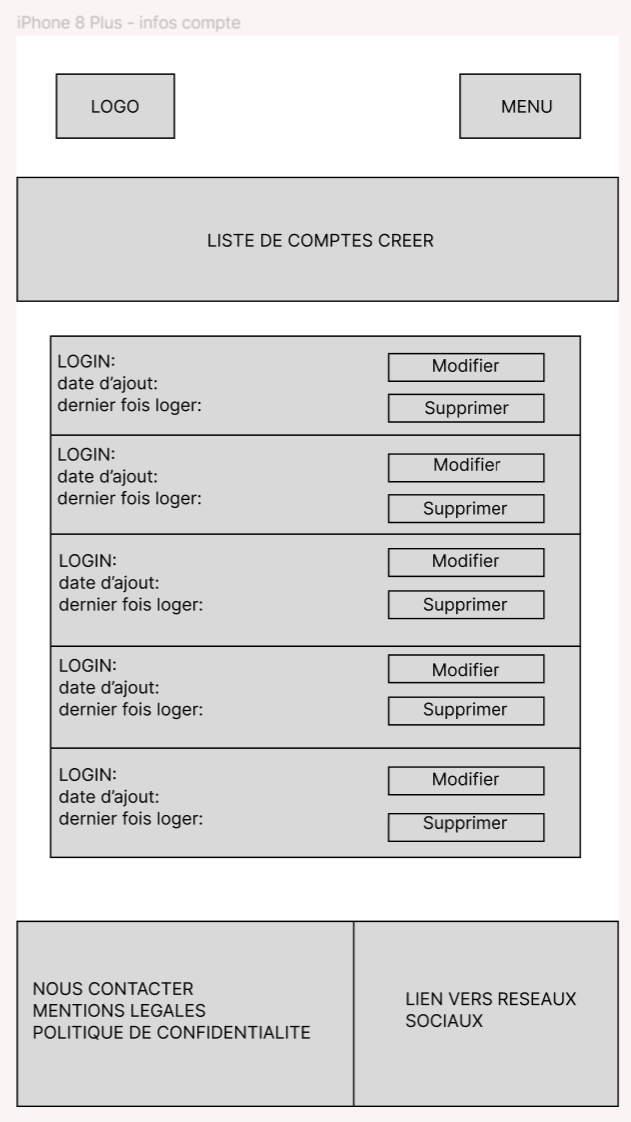 iPhone 8 Plus - infos compte
LOGO
MENU
LISTE DE COMPTES CREER
LOGIN:
date d'ajout:
dernier fois loger:
Modifier
Supprimer
LOGIN:
date d'ajout:
dernier fois loger:
Modifier
Supprimer
LOGIN:
date d'ajout:
dernier fois loger:
Modifier
Supprimer
LOGIN:
date d'ajout:
dernier fois loger:
Modifier
Supprimer
LOGIN:
date d'ajout:
dernier fois loger:
Modifier
Supprimer
NOUS CONTACTER
MENTIONS LEGALES
POLITIQUE DE CONFIDENTIALITE
LIEN VERS RESEAUX
SOCIAUX